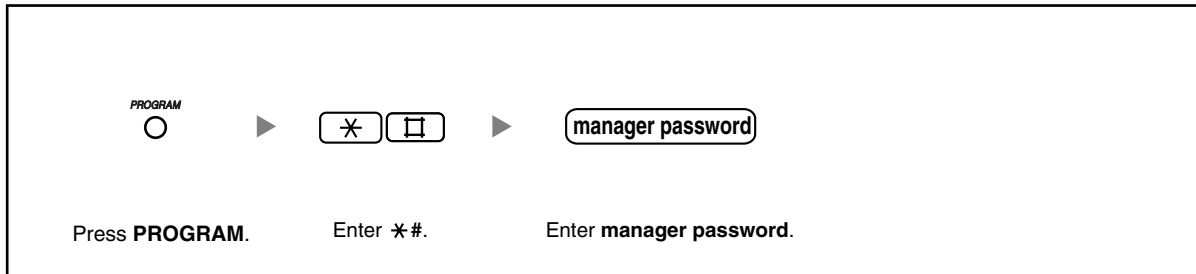 PROGRAM
✕ #
manager password
Press PROGRAM.
Enter ✕#.
Enter manager password.